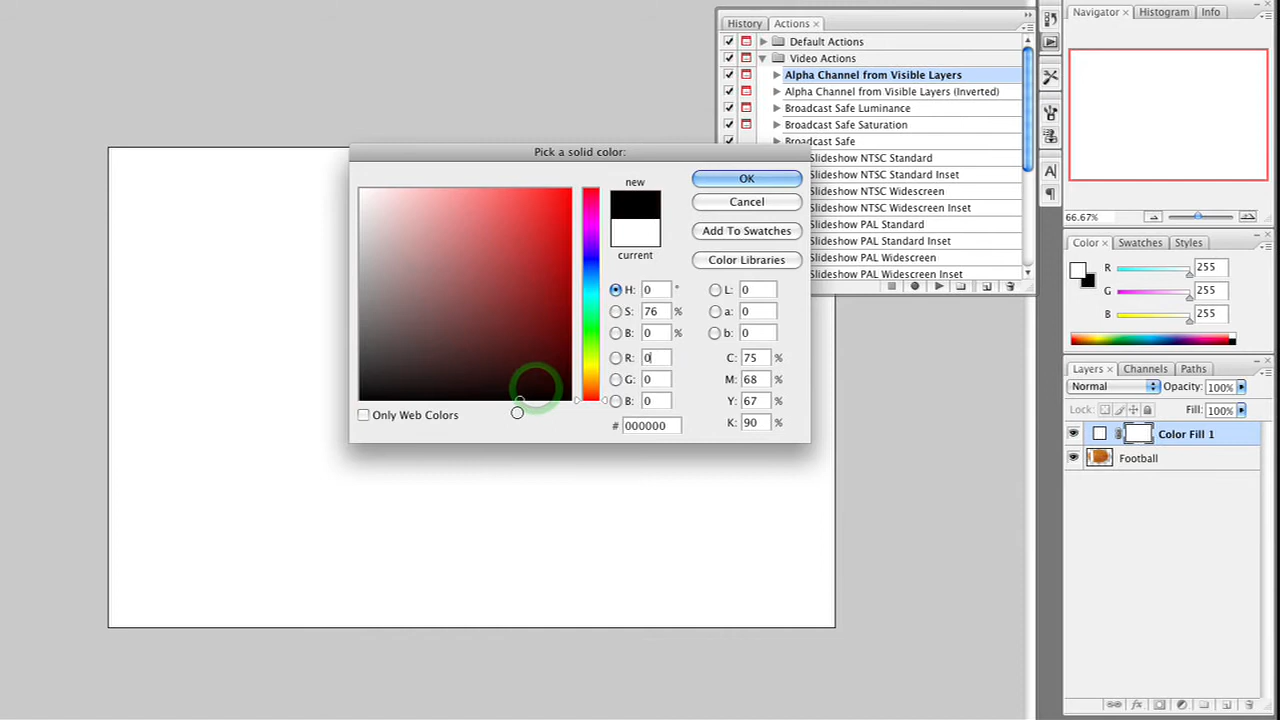 History Actions ×
Default Actions
Video Actions
Alpha Channel from Visible Layers
Alpha Channel from Visible Layers (Inverted)
Broadcast Safe Luminance
Broadcast Safe Saturation
Broadcast Safe
Slideshow NTSC Standard
Slideshow NTSC Standard Inset
Slideshow NTSC Widescreen
Slideshow NTSC Widescreen Inset
Slideshow PAL Standard
Slideshow PAL Standard Inset
Slideshow PAL Widescreen
Slideshow PAL Widescreen Inset
Pick a solid color:
new
current
OK
Cancel
Add To Swatches
Color Libraries
H: 0 °
S: 76 %
B: 0 %
R: 0
G: 0
B: 0
# 000000
L: 0
a: 0
b: 0
C: 75 %
M: 68 %
Y: 67 %
K: 90 %
Only Web Colors
Navigator × Histogram Info
66.67%
Color × Swatches Styles
R 255
G 255
B 255
Layers × Channels Paths
Normal Opacity: 100%
Lock: Fill: 100%
Color Fill 1
Football